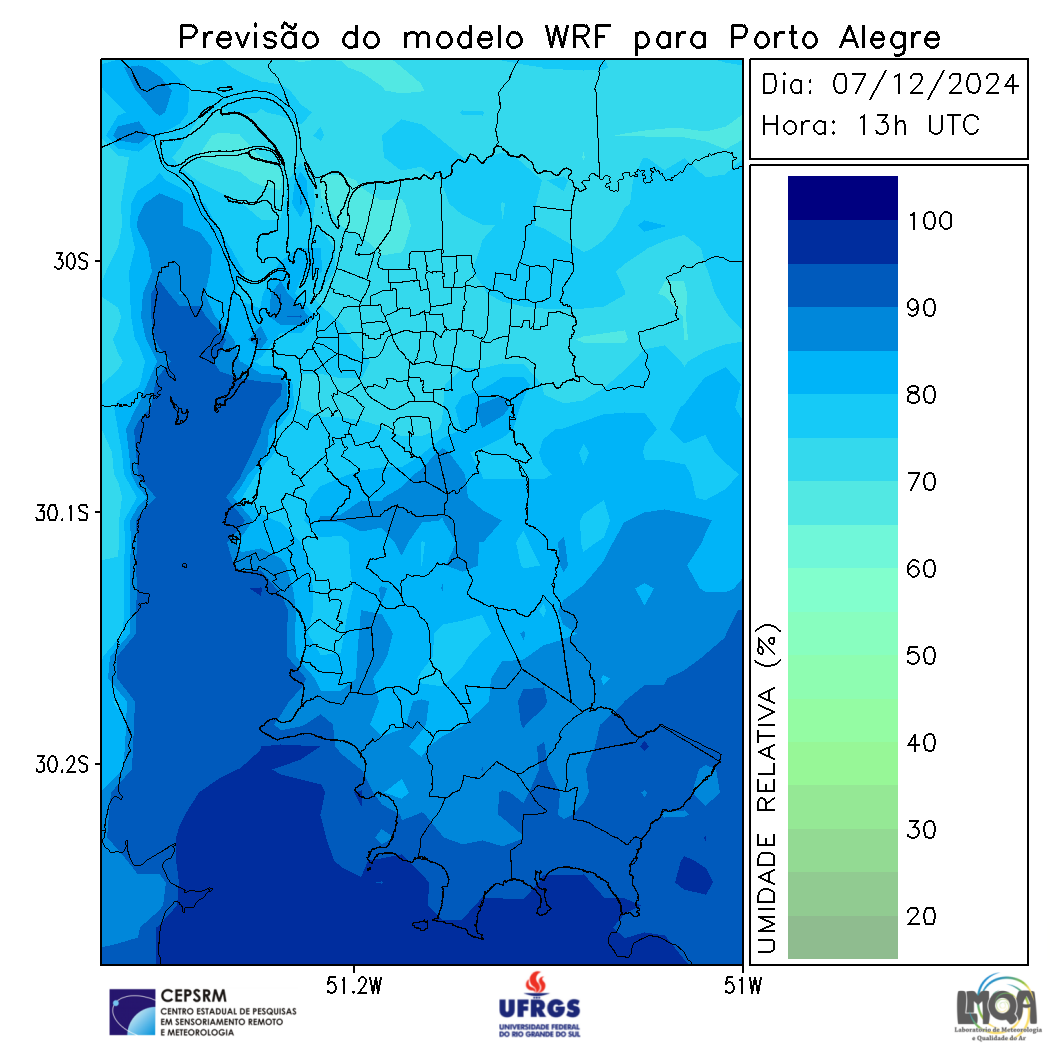 Previsão do modelo WRF para Porto Alegre
Dia: 07/12/2024
Hora: 13h UTC
30S
30.1S
30.2S
51.2W
51W
100
90
80
70
60
50
40
30
20
UMIDADE RELATIVA (%)
CEPSRM
CENTRO ESTADUAL DE PESQUISAS
EM SENSORIAMENTO REMOTO
E METEOROLOGIA
UFRGS
UNIVERSIDADE FEDERAL
DO RIO GRANDE DO SUL
LMQA
Laboratório de Meteorologia
e Qualidade do Ar